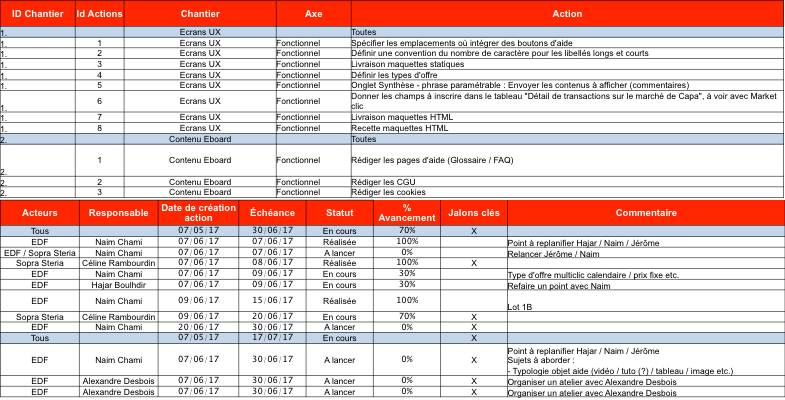 ID Chantier Id Actions Chantier Axe Action
1. Ecrans UX Toutes
1. 1 Ecrans UX Fonctionnel Spécifier les emplacements où intégrer des boutons d'aide
1. 2 Ecrans UX Fonctionnel Définir une convention du nombre de caractère pour les libellés longs et courts
1. 3 Ecrans UX Fonctionnel Livraison maquettes statiques
1. 4 Ecrans UX Fonctionnel Définir les types d'offre
1. 5 Ecrans UX Fonctionnel Onglet Synthèse - phrase paramétrable : Envoyer les contenus à afficher (commentaires)
1. 6 Ecrans UX Fonctionnel Donner les champs à inscrire dans le tableau "Détail de transactions sur le marché de Capa", à voir avec Market
clic
1. 7 Ecrans UX Fonctionnel Livraison maquettes HTML
1. 8 Ecrans UX Fonctionnel Recette maquettes HTML
2. Contenu Eboard Toutes
2. 1 Contenu Eboard Fonctionnel Rédiger les pages d'aide (Glossaire / FAQ)
2. 2 Contenu Eboard Fonctionnel Rédiger les CGU
2. 3 Contenu Eboard Fonctionnel Rédiger les cookies
Acteurs Responsable Date de création
action Échéance Statut %
Avancement Jalons clés Commentaire
Tous 07/05/17 30/06/17 En cours 70% X
EDF Naim Chami 07/06/17 07/06/17 Réalisée 100% Point à replanifier Hajar / Naim / Jérôme
EDF / Sopra Steria Naim Chami 07/06/17 07/06/17 A lancer 0% Relancer Jérôme / Naim
Sopra Steria Céline Rambourdin 07/06/17 08/06/17 Réalisée 100% X
EDF Naim Chami 07/06/17 09/06/17 En cours 30% Type d'offre multiclic calendaire / prix fixe etc.
EDF Hajar Boulhdir 07/06/17 09/06/17 En cours 30% Refaire un point avec Naim
EDF Naim Chami 09/06/17 15/06/17 Réalisée 100% Lot 1B
Sopra Steria Céline Rambourdin 09/06/17 20/06/17 En cours 70% X
EDF Naim Chami 20/06/17 30/06/17 A lancer 0% X
Tous 07/05/17 17/07/17 En cours X
EDF Naim Chami 07/06/17 30/06/17 A lancer 0% X Point à replanifier Hajar / Naim / Jérôme
Sujets à aborder :
- Typologie objet aide (vidéo / tuto (?) / tableau / image etc.)
EDF Alexandre Desbois 07/06/17 30/06/17 A lancer 0% X Organiser un atelier avec Alexandre Desbois
EDF Alexandre Desbois 07/06/17 30/06/17 A lancer 0% X Organiser un atelier avec Alexandre Desbois